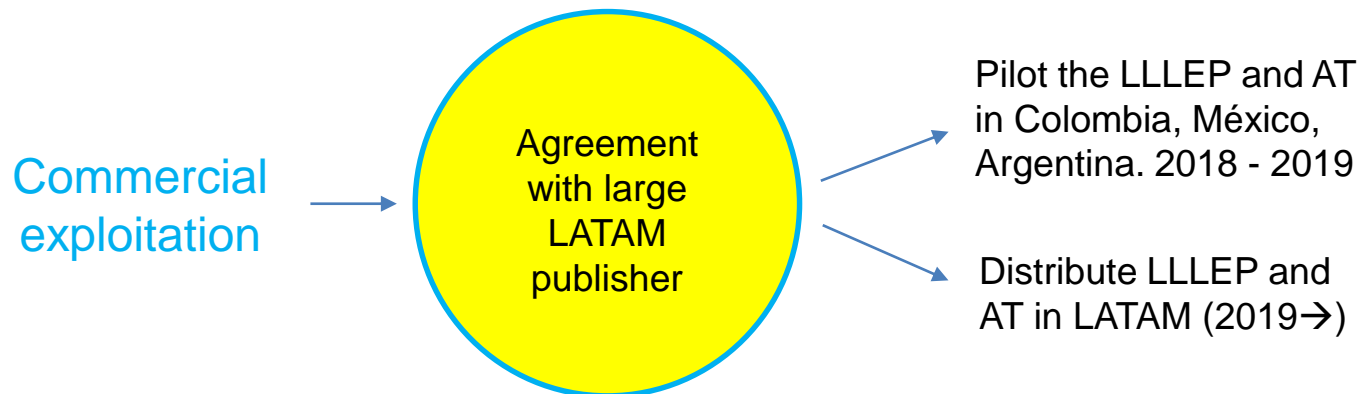 Commercial
exploitation
Agreement
with large
LATAM
publisher
Pilot the LLLEP and AT
in Colombia, México,
Argentina. 2018 - 2019
Distribute LLLEP and
AT in LATAM (2019→)